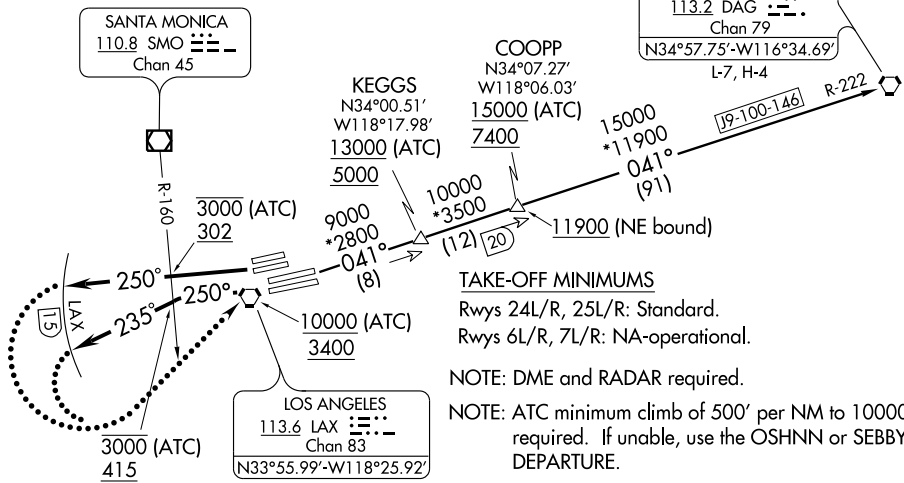 SANTA MONICA
110.8 SMO
Chan 45
113.2 DAG
Chan 79
N34°57.75'-W116°34.69'
L-7, H-4
COOPP
N34°07.27'
W118°06.03'
15000 (ATC)
7400
KEGGS
N34°00.51'
W118°17.98'
13000 (ATC)
5000
R-222
J9-100-146
15000
*11900
041°
(91)
10000
*3500
(12)
20
9000
*2800
041°
(8)
11900 (NE bound)
R-160
3000 (ATC)
302
250°
250°
235°
LAX
15
10000 (ATC)
3400
3000 (ATC)
415
LOS ANGELES
113.6 LAX
Chan 83
N33°55.99'-W118°25.92'
TAKE-OFF MINIMUMS
Rwys 24L/R, 25L/R: Standard.
Rwys 6L/R, 7L/R: NA-operational.
NOTE: DME and RADAR required.
NOTE: ATC minimum climb of 500' per NM to 10000
required. If unable, use the OSHNN or SEBBY
DEPARTURE.